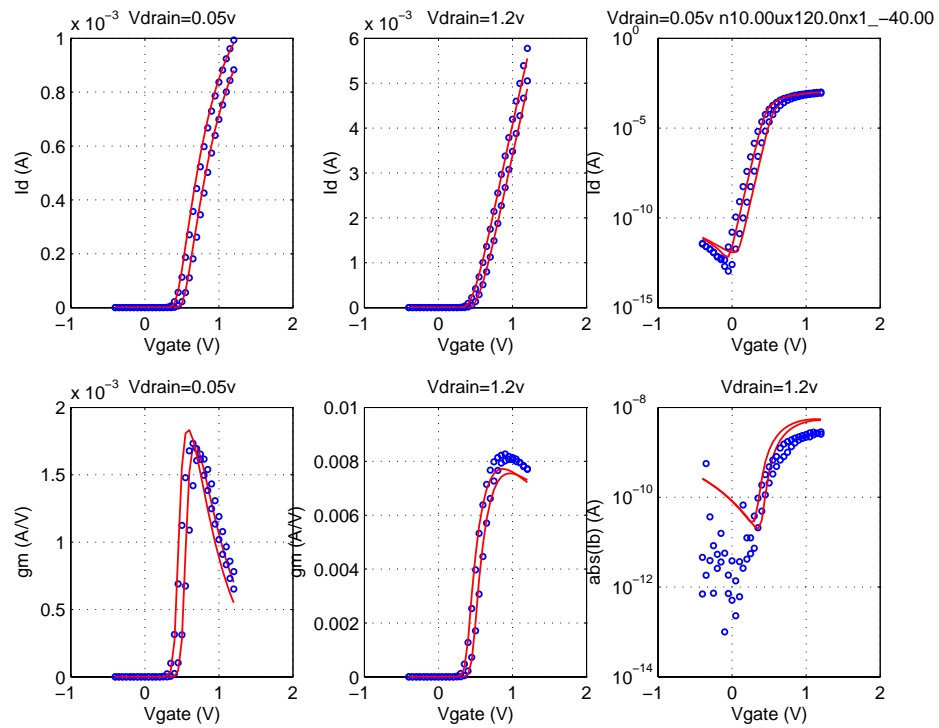 x 10⁻³ Vdrain=0.05v
1
0.8
0.6
0.4
0.2
0
−1 0 1 2
Id (A)
Vgate (V)
x 10⁻³ Vdrain=1.2v
6
5
4
3
2
1
0
−1 0 1 2
Id (A)
Vgate (V)
Vdrain=0.05v n10.00ux120.0nx1_−40.00
10⁰
10⁻⁵
10⁻¹⁰
10⁻¹⁵
−1 0 1 2
Id (A)
Vgate (V)
x 10⁻³ Vdrain=0.05v
2
1.5
1
0.5
0
−1 0 1 2
gm (A/V)
Vgate (V)
Vdrain=1.2v
0.01
0.008
0.006
0.004
0.002
0
−1 0 1 2
gm (A/V)
Vgate (V)
Vdrain=1.2v
10⁻⁸
10⁻¹⁰
10⁻¹²
10⁻¹⁴
−1 0 1 2
abs(Ib) (A)
Vgate (V)